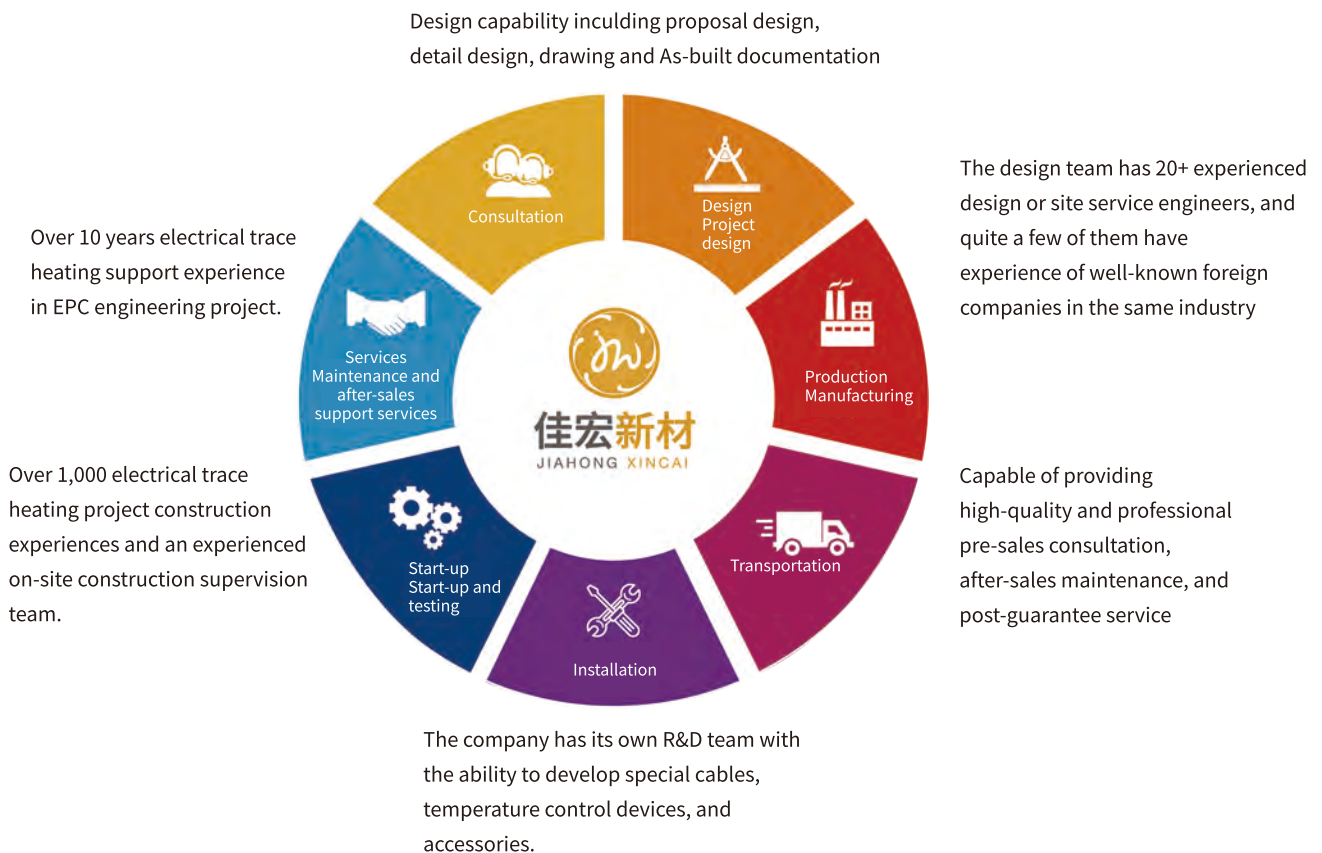 Design capability inculding proposal design,
detail design, drawing and As-built documentation
Consultation
Design
Project
design
The design team has 20+ experienced
design or site service engineers, and
quite a few of them have
experience of well-known foreign
companies in the same industry
Over 10 years electrical trace
heating support experience
in EPC engineering project.
Services
Maintenance and
after-sales
support services
Production
Manufacturing
jw
佳宏新材
JIAHONG XINCAI
Over 1,000 electrical trace
heating project construction
experiences and an experienced
on-site construction supervision
team.
Start-up
Start-up and
testing
Transportation
Capable of providing
high-quality and professional
pre-sales consultation,
after-sales maintenance, and
post-guarantee service
Installation
The company has its own R&D team with
the ability to develop special cables,
temperature control devices, and
accessories.